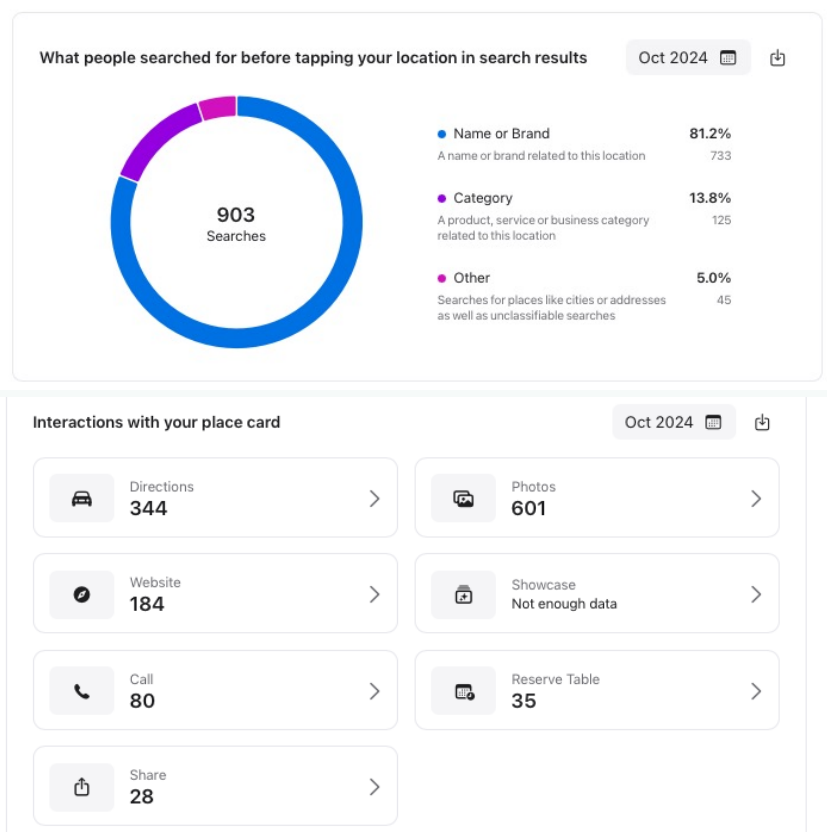 What people searched for before tapping your location in search results
Oct 2024
903
Searches
Name or Brand 81.2%
A name or brand related to this location 733
Category 13.8%
A product, service or business category 125
related to this location
Other 5.0%
Searches for places like cities or addresses 45
as well as unclassifiable searches
Interactions with your place card
Oct 2024
Directions
344
Photos
601
Website
184
Showcase
Not enough data
Call
80
Reserve Table
35
Share
28